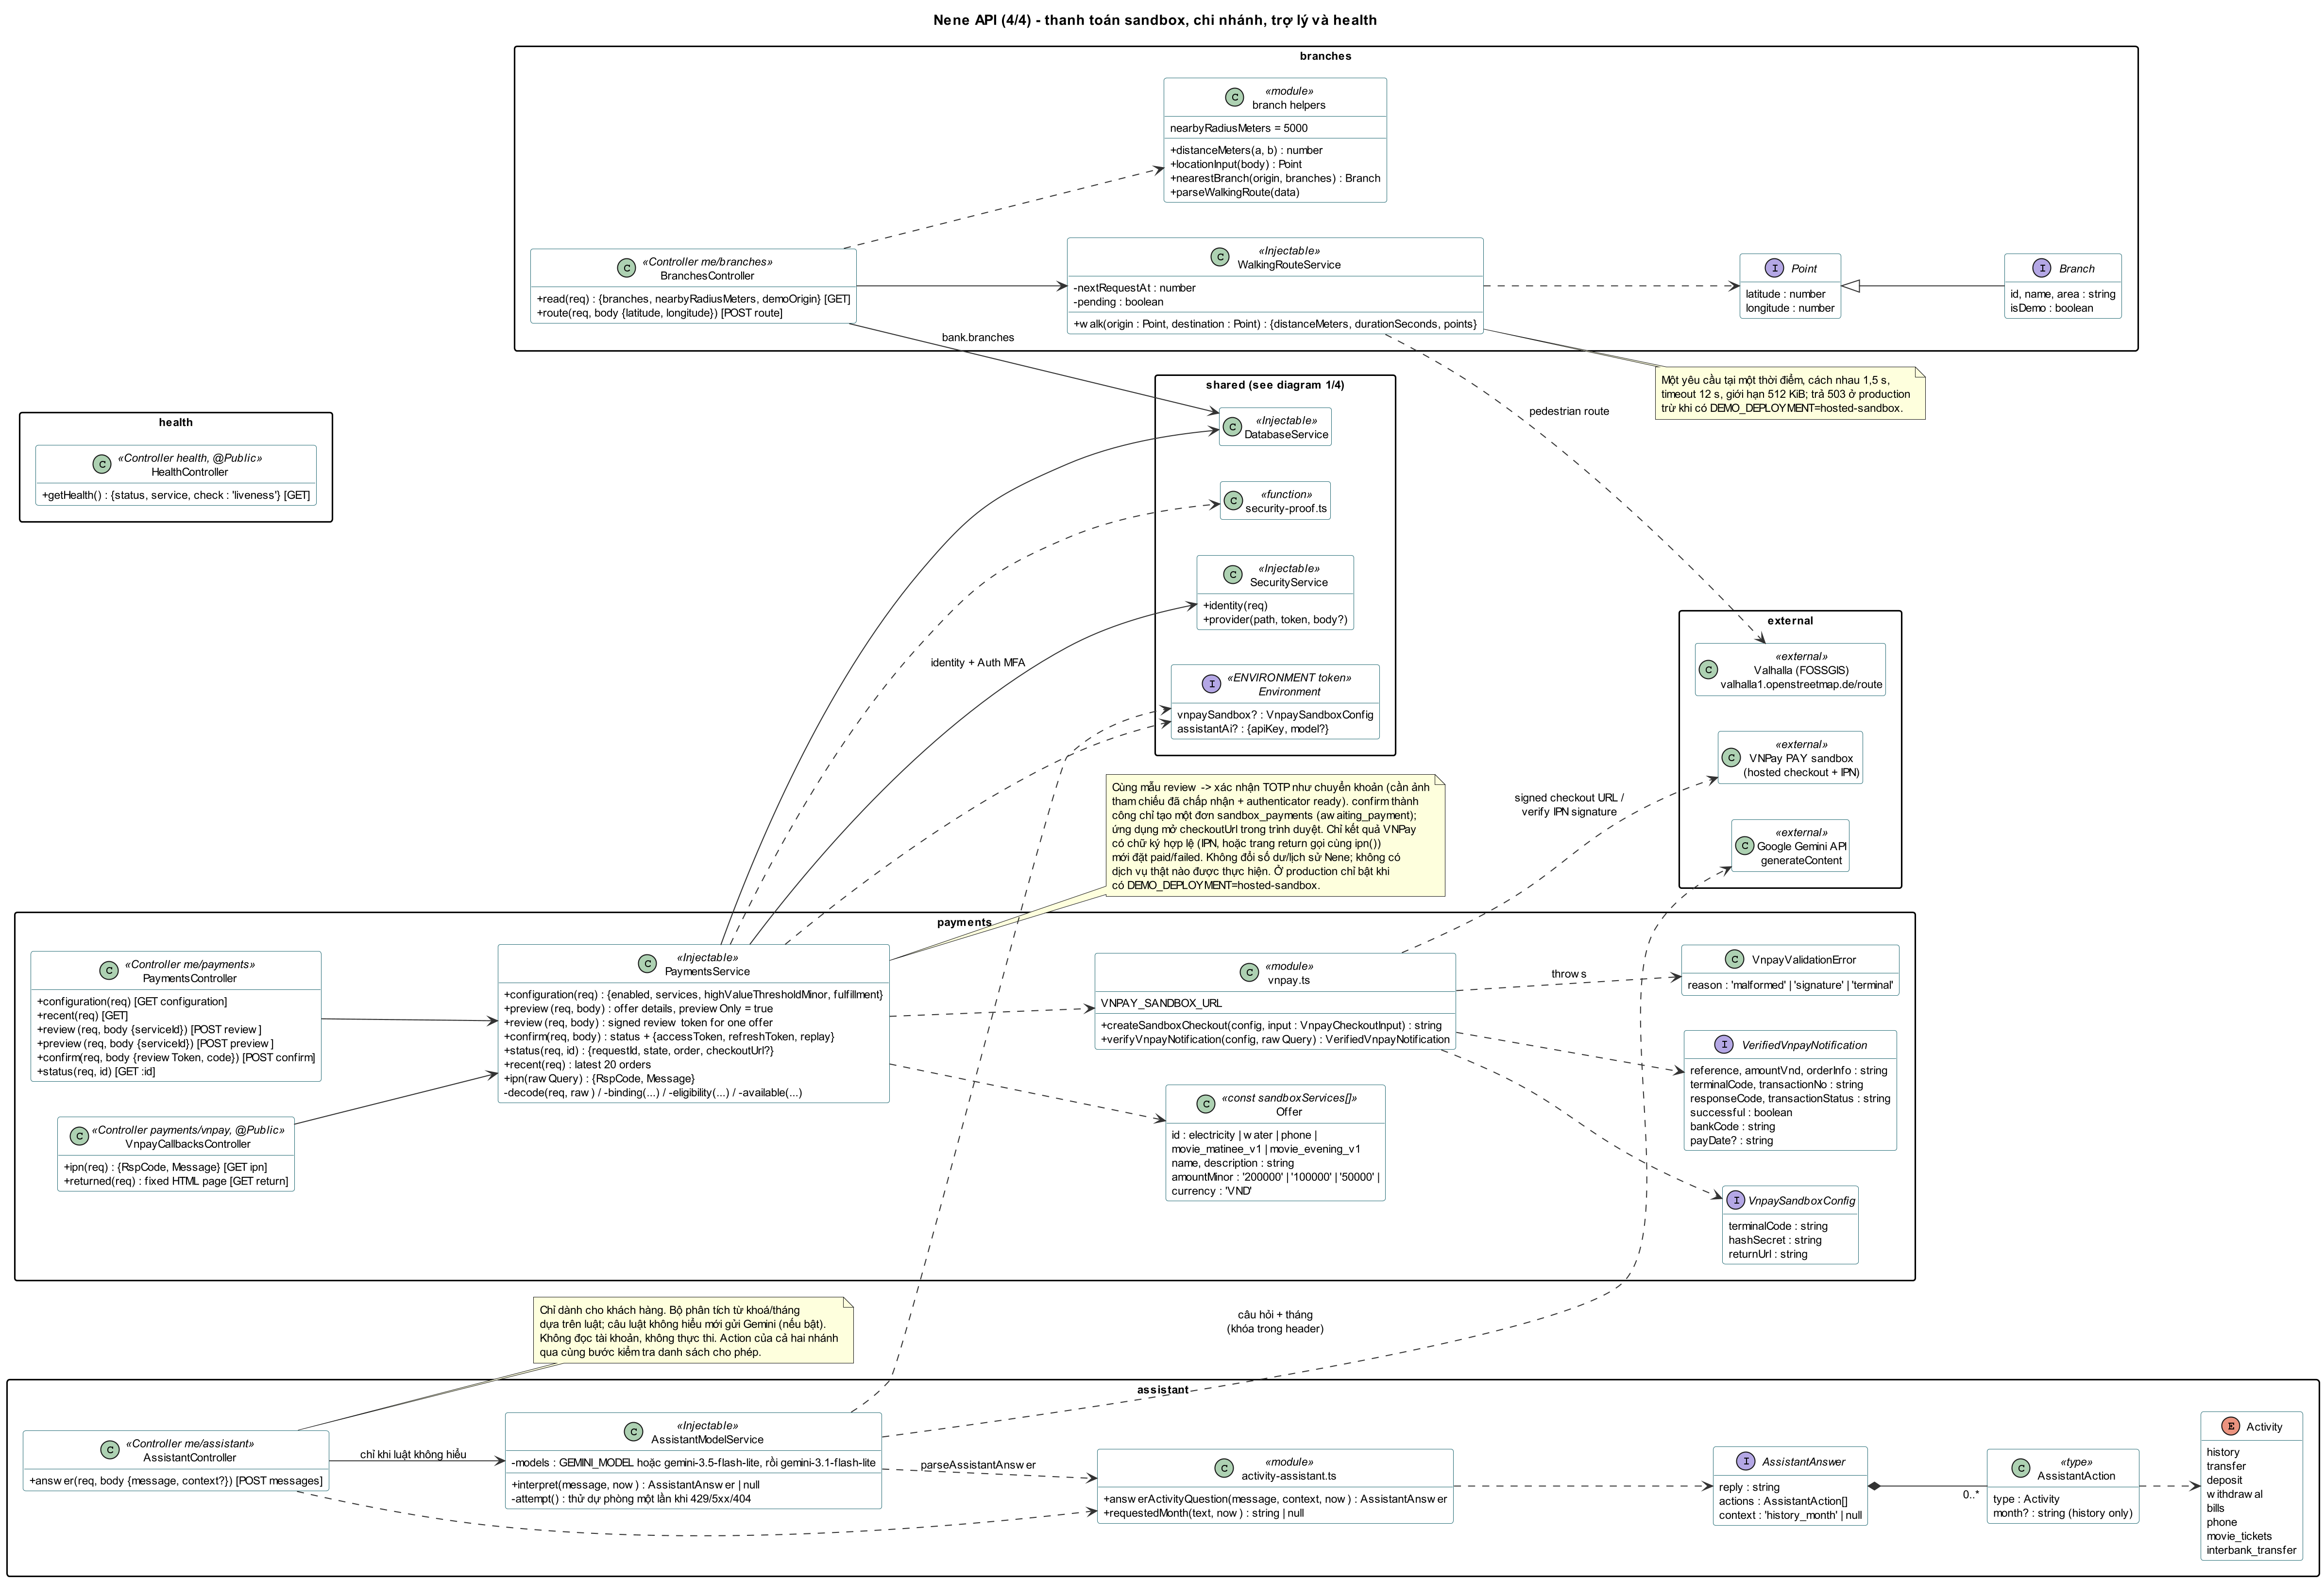 Nene API (4/4) - thanh toán sandbox, chi nhánh, trợ lý và health
branches
«module»
branch helpers
nearbyRadiusMeters = 5000
+distanceMeters(a, b) : number
+locationInput(body) : Point
+nearestBranch(origin, branches) : Branch
+parseWalkingRoute(data)
«Controller me/branches»
BranchesController
+read(req) : {branches, nearbyRadiusMeters, demoOrigin} [GET]
+route(req, body {latitude, longitude}) [POST route]
«Injectable»
WalkingRouteService
-nextRequestAt : number
-pending : boolean
+walk(origin : Point, destination : Point) : {distanceMeters, durationSeconds, points}
Point
latitude : number
longitude : number
Branch
id, name, area : string
isDemo : boolean
bank.branches
Một yêu cầu tại một thời điểm, cách nhau 1,5 s,
timeout 12 s, giới hạn 512 KiB; trả 503 ở production
trừ khi có DEMO_DEPLOYMENT=hosted-sandbox.
pedestrian route
health
«Controller health, @Public»
HealthController
+getHealth() : {status, service, check : 'liveness'} [GET]
shared (see diagram 1/4)
«Injectable»
DatabaseService
«function»
security-proof.ts
«Injectable»
SecurityService
+identity(req)
+provider(path, token, body?)
identity + Auth MFA
«ENVIRONMENT token»
Environment
vnpaySandbox? : VnpaySandboxConfig
assistantAi? : {apiKey, model?}
external
«external»
Valhalla (FOSSGIS)
valhalla1.openstreetmap.de/route
«external»
VNPay PAY sandbox
(hosted checkout + IPN)
«external»
Google Gemini API
generateContent
signed checkout URL /
verify IPN signature
Cùng mẫu review -> xác nhận TOTP như chuyển khoản (cần ảnh
tham chiếu đã chấp nhận + authenticator ready). confirm thành
công chỉ tạo một đơn sandbox_payments (awaiting_payment);
ứng dụng mở checkoutUrl trong trình duyệt. Chỉ kết quả VNPay
có chữ ký hợp lệ (IPN, hoặc trang return gọi cùng ipn())
mới đặt paid/failed. Không đổi số dư/lịch sử Nene; không có
dịch vụ thật nào được thực hiện. Ở production chỉ bật khi
có DEMO_DEPLOYMENT=hosted-sandbox.
payments
«Controller me/payments»
PaymentsController
+configuration(req) [GET configuration]
+recent(req) [GET]
+review(req, body {serviceId}) [POST review]
+preview(req, body {serviceId}) [POST preview]
+confirm(req, body {reviewToken, code}) [POST confirm]
+status(req, id) [GET :id]
«Controller payments/vnpay, @Public»
VnpayCallbacksController
+ipn(req) : {RspCode, Message} [GET ipn]
+returned(req) : fixed HTML page [GET return]
«Injectable»
PaymentsService
+configuration(req) : {enabled, services, highValueThresholdMinor, fulfillment}
+preview(req, body) : offer details, previewOnly = true
+review(req, body) : signed review token for one offer
+confirm(req, body) : status + {accessToken, refreshToken, replay}
+status(req, id) : {requestId, state, order, checkoutUrl?}
+recent(req) : latest 20 orders
+ipn(rawQuery) : {RspCode, Message}
-decode(req, raw) / -binding(...) / -eligibility(...) / -available(...)
«module»
vnpay.ts
VNPAY_SANDBOX_URL
+createSandboxCheckout(config, input : VnpayCheckoutInput) : string
+verifyVnpayNotification(config, rawQuery) : VerifiedVnpayNotification
«const sandboxServices[]»
Offer
id : electricity | water | phone |
movie_matinee_v1 | movie_evening_v1
name, description : string
amountMinor : '200000' | '100000' | '50000' |
currency : 'VND'
throws
VnpayValidationError
reason : 'malformed' | 'signature' | 'terminal'
VerifiedVnpayNotification
reference, amountVnd, orderInfo : string
terminalCode, transactionNo : string
responseCode, transactionStatus : string
successful : boolean
bankCode : string
payDate? : string
VnpaySandboxConfig
terminalCode : string
hashSecret : string
returnUrl : string
Chỉ dành cho khách hàng. Bộ phân tích từ khoá/tháng
dựa trên luật; câu luật không hiểu mới gửi Gemini (nếu bật).
Không đọc tài khoản, không thực thi. Action của cả hai nhánh
qua cùng bước kiểm tra danh sách cho phép.
câu hỏi + tháng
(khóa trong header)
assistant
«Controller me/assistant»
AssistantController
+answer(req, body {message, context?}) [POST messages]
chỉ khi luật không hiểu
«Injectable»
AssistantModelService
-models : GEMINI_MODEL hoặc gemini-3.5-flash-lite, rồi gemini-3.1-flash-lite
+interpret(message, now) : AssistantAnswer | null
-attempt() : thử dự phòng một lần khi 429/5xx/404
parseAssistantAnswer
«module»
activity-assistant.ts
+answerActivityQuestion(message, context, now) : AssistantAnswer
+requestedMonth(text, now) : string | null
AssistantAnswer
reply : string
actions : AssistantAction[]
context : 'history_month' | null
0..*
«type»
AssistantAction
type : Activity
month? : string (history only)
Activity
history
transfer
deposit
withdrawal
bills
phone
movie_tickets
interbank_transfer